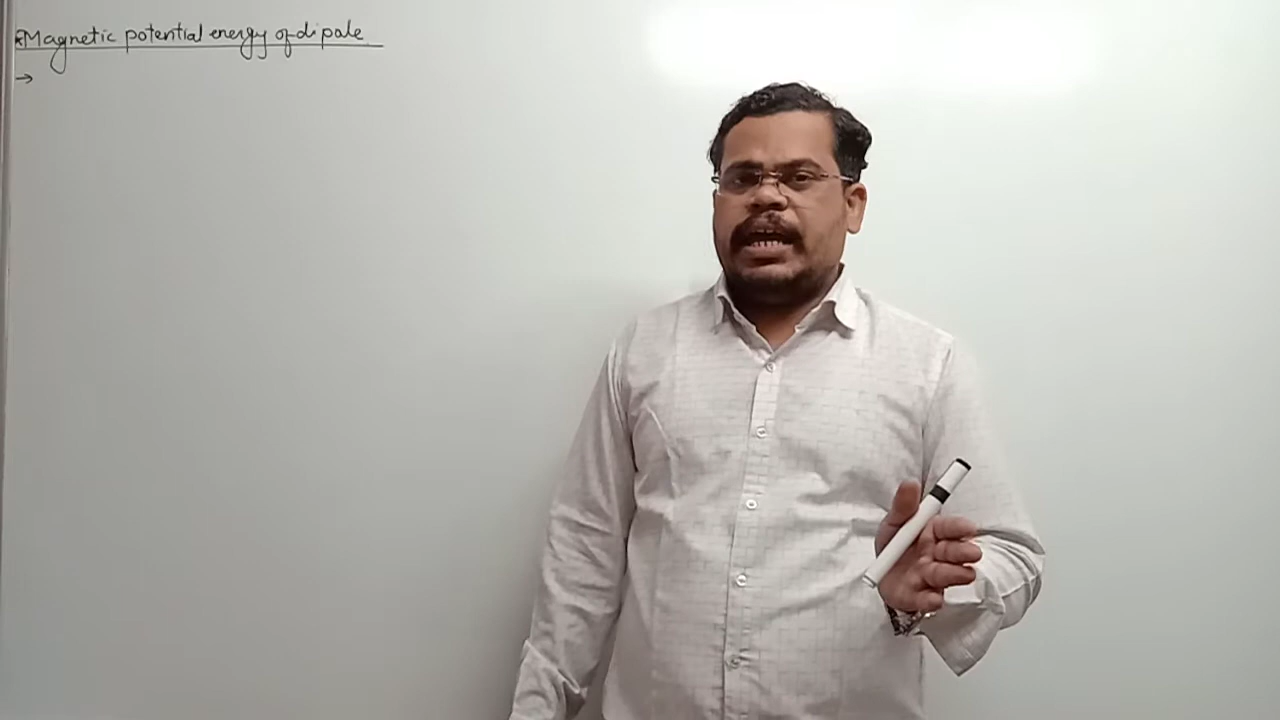 *Magnetic potential energy of dipole
→